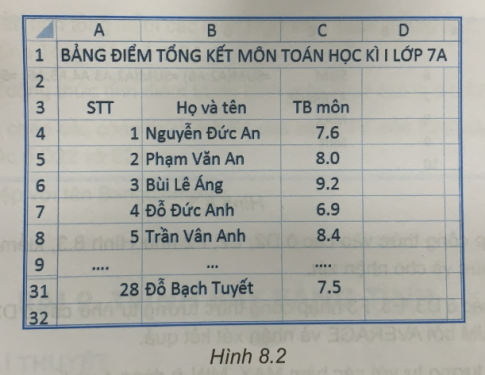 A B C D
1 BẢNG ĐIỂM TỔNG KẾT MÔN TOÁN HỌC KÌ I LỚP 7A
2
3 STT Họ và tên TB môn
4 1 Nguyễn Đức An 7.6
5 2 Phạm Văn An 8.0
6 3 Bùi Lê Áng 9.2
7 4 Đỗ Đức Anh 6.9
8 5 Trần Vân Anh 8.4
9 .... ... ....
31 28 Đỗ Bạch Tuyết 7.5
32
Hình 8.2